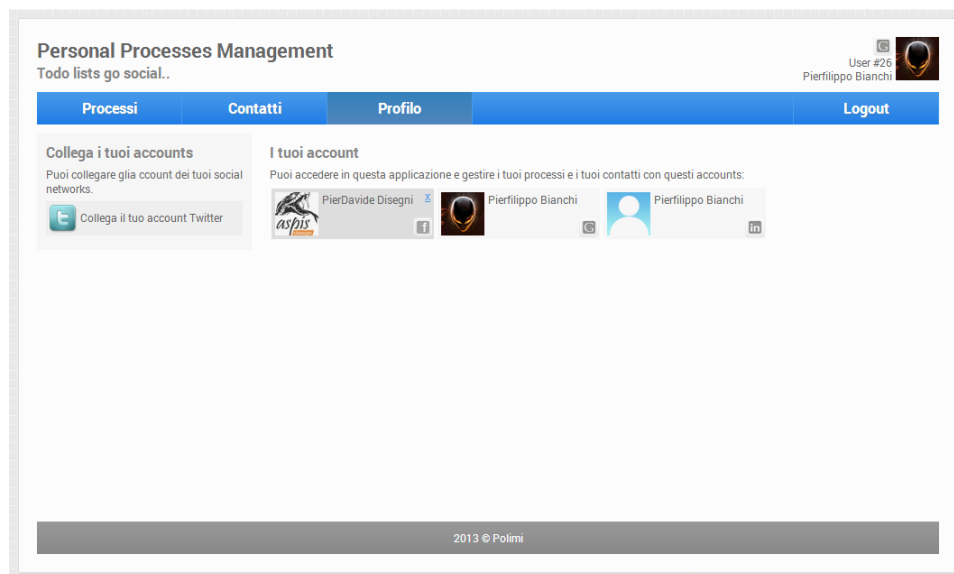 Personal Processes Management
Todo lists go social..
User #26
Pierfilippo Bianchi
Processi
Contatti
Profilo
Logout
Collega i tuoi accounts
Puoi collegare glia ccount dei tuoi social
networks.
Collega il tuo account Twitter
I tuoi account
Puoi accedere in questa applicazione e gestire i tuoi processi e i tuoi contatti con questi accounts:
aspis
PierDavide Disegni
x
Pierfilippo Bianchi
Pierfilippo Bianchi
2013 © Polimi